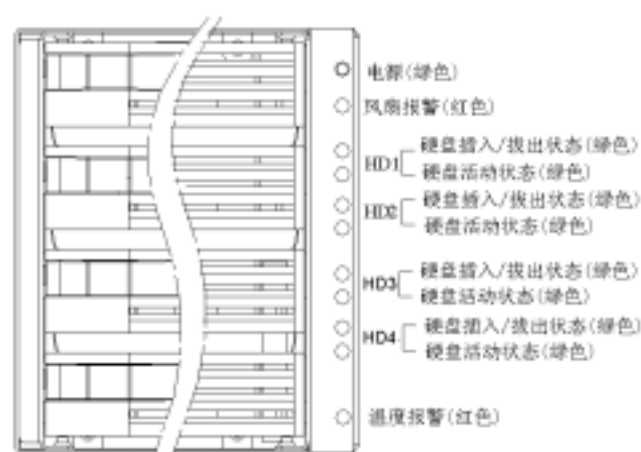 电源(绿色)
风扇报警(红色)
HD1
硬盘插入/拔出状态(绿色)
硬盘活动状态(绿色)
HD2
硬盘插入/拔出状态(绿色)
硬盘活动状态(绿色)
HD3
硬盘插入/拔出状态(绿色)
硬盘活动状态(绿色)
HD4
硬盘插入/拔出状态(绿色)
硬盘活动状态(绿色)
温度报警(红色)